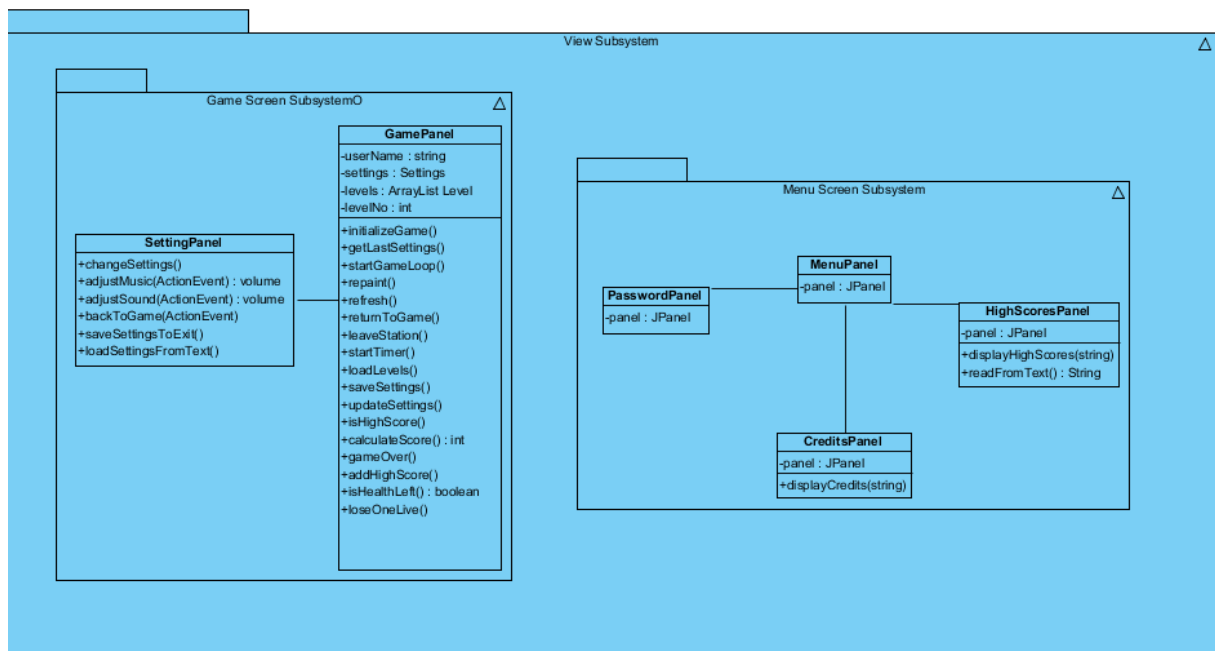 View Subsystem
Game Screen SubsystemO
GamePanel
-userName : string
-settings : Settings
-levels : ArrayList Level
-levelNo : int
+initializeGame()
+getLastSettings()
+startGameLoop()
+repaint()
+refresh()
+returnToGame()
+leaveStation()
+startTimer()
+loadLevels()
+saveSettings()
+updateSettings()
+isHighScore()
+calculateScore() : int
+gameOver()
+addHighScore()
+isHealthLeft() : boolean
+loseOneLive()
SettingPanel
+changeSettings()
+adjustMusic(ActionEvent) : volume
+adjustSound(ActionEvent) : volume
+backToGame(ActionEvent)
+saveSettingsToExit()
+loadSettingsFromText()
Menu Screen Subsystem
MenuPanel
-panel : JPanel
PasswordPanel
-panel : JPanel
HighScoresPanel
-panel : JPanel
+displayHighScores(string)
+readFromText() : String
CreditsPanel
-panel : JPanel
+displayCredits(string)